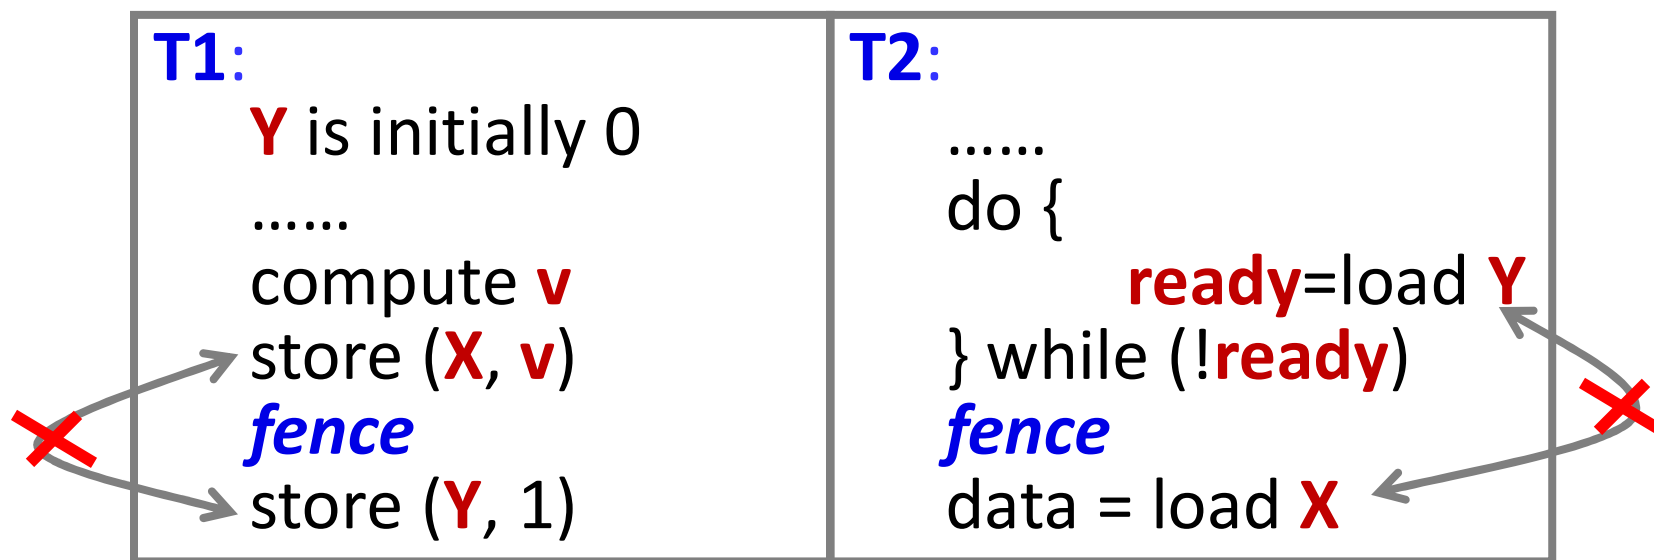 T1:
Y is initially 0
......
compute v
store (X, v)
fence
store (Y, 1)
T2:
......
do {
ready=load Y
} while (!ready)
fence
data = load X